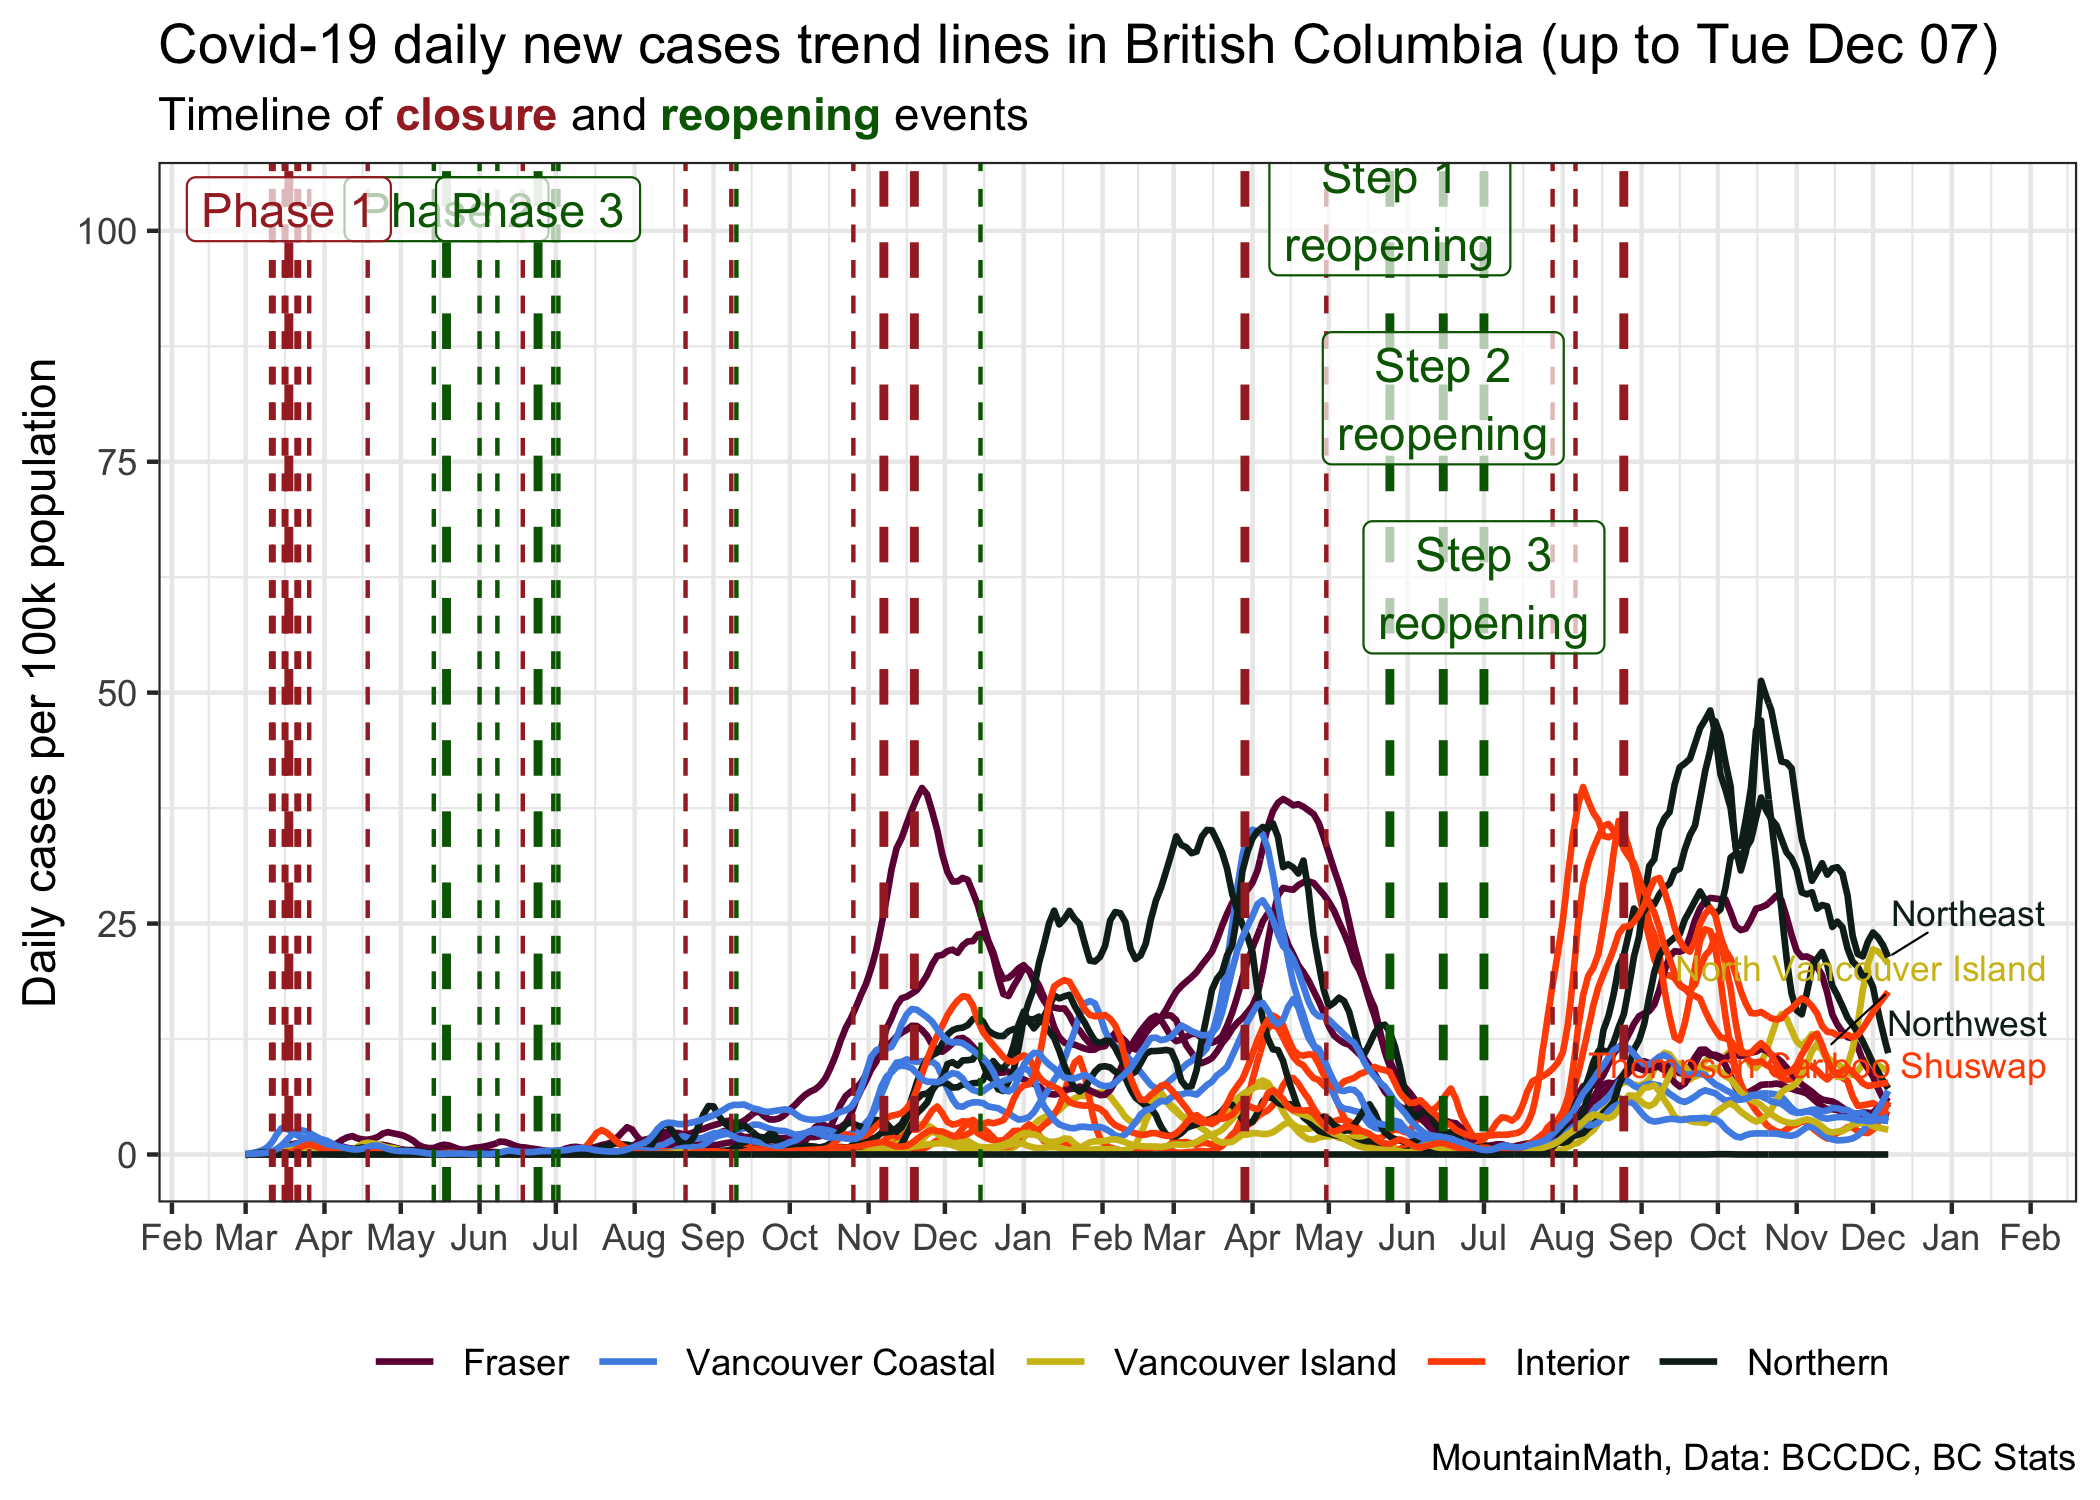 Covid-19 daily new cases trend lines in British Columbia (up to Tue Dec 07)
Timeline of closure and reopening events
Daily cases per 100k population
100
75
50
25
0
Phase 1
Phase 2
Phase 3
Step 1
reopening
Step 2
reopening
Step 3
reopening
Northeast
North Vancouver Island
Northwest
Thompson Cariboo Shuswap
Feb Mar Apr May Jun Jul Aug Sep Oct Nov Dec Jan Feb Mar Apr May Jun Jul Aug Sep Oct Nov Dec Jan Feb
Fraser Vancouver Coastal Vancouver Island Interior Northern
MountainMath, Data: BCCDC, BC Stats